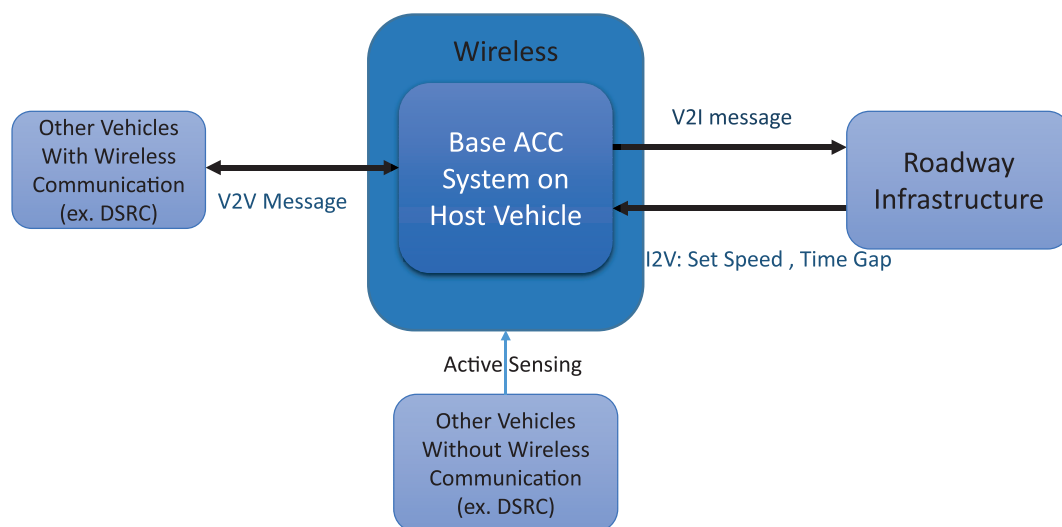 Wireless
Other Vehicles
With Wireless
Communication
(ex. DSRC)
V2V Message
Base ACC
System on
Host Vehicle
V2I message
Roadway
Infrastructure
I2V: Set Speed , Time Gap
Active Sensing
Other Vehicles
Without Wireless
Communication
(ex. DSRC)